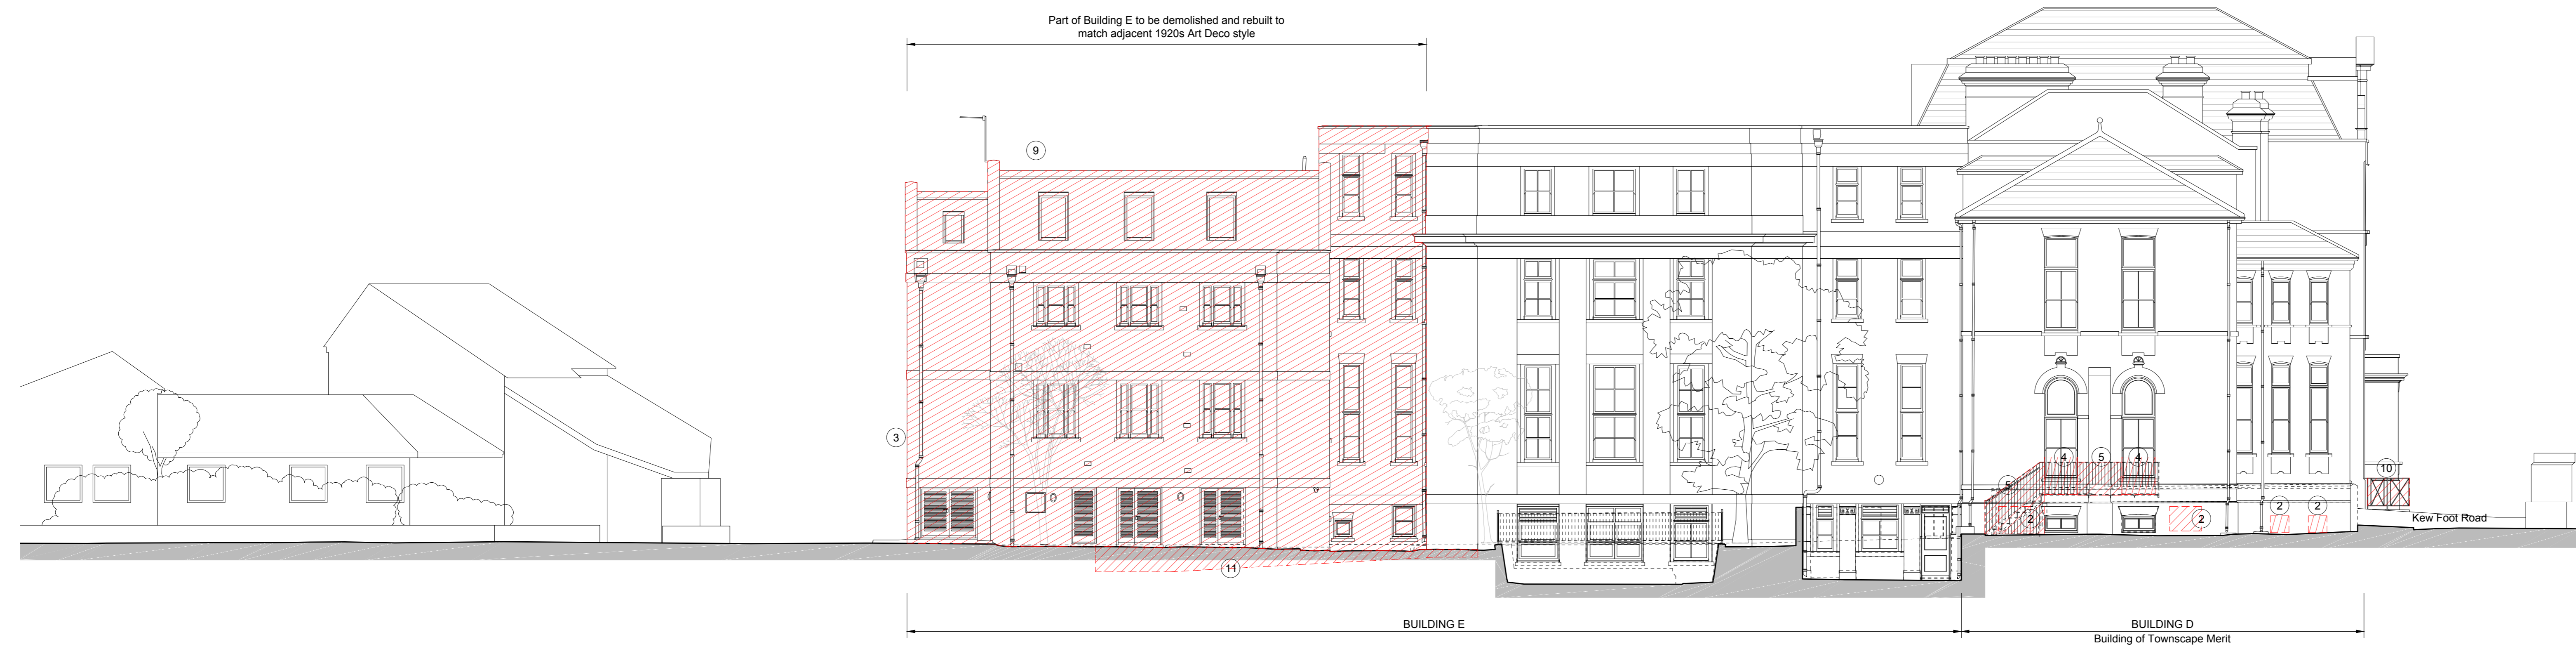 Part of Building E to be demolished and rebuilt to
match adjacent 1920s Art Deco style
9
3
4
5
4
5
10
2
2
2
2
Kew Foot Road
11
BUILDING E
BUILDING D
Building of Townscape Merit